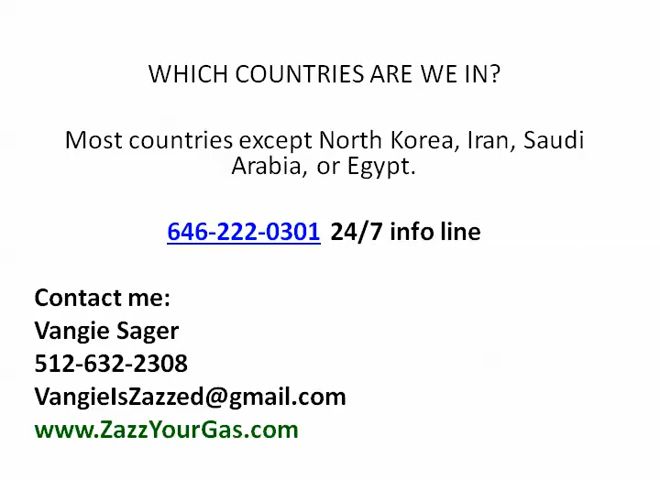 WHICH COUNTRIES ARE WE IN?
Most countries except North Korea, Iran, Saudi
Arabia, or Egypt.
646-222-0301 24/7 info line
Contact me:
Vangie Sager
512-632-2308
VangieIsZazzed@gmail.com
www.ZazzYourGas.com